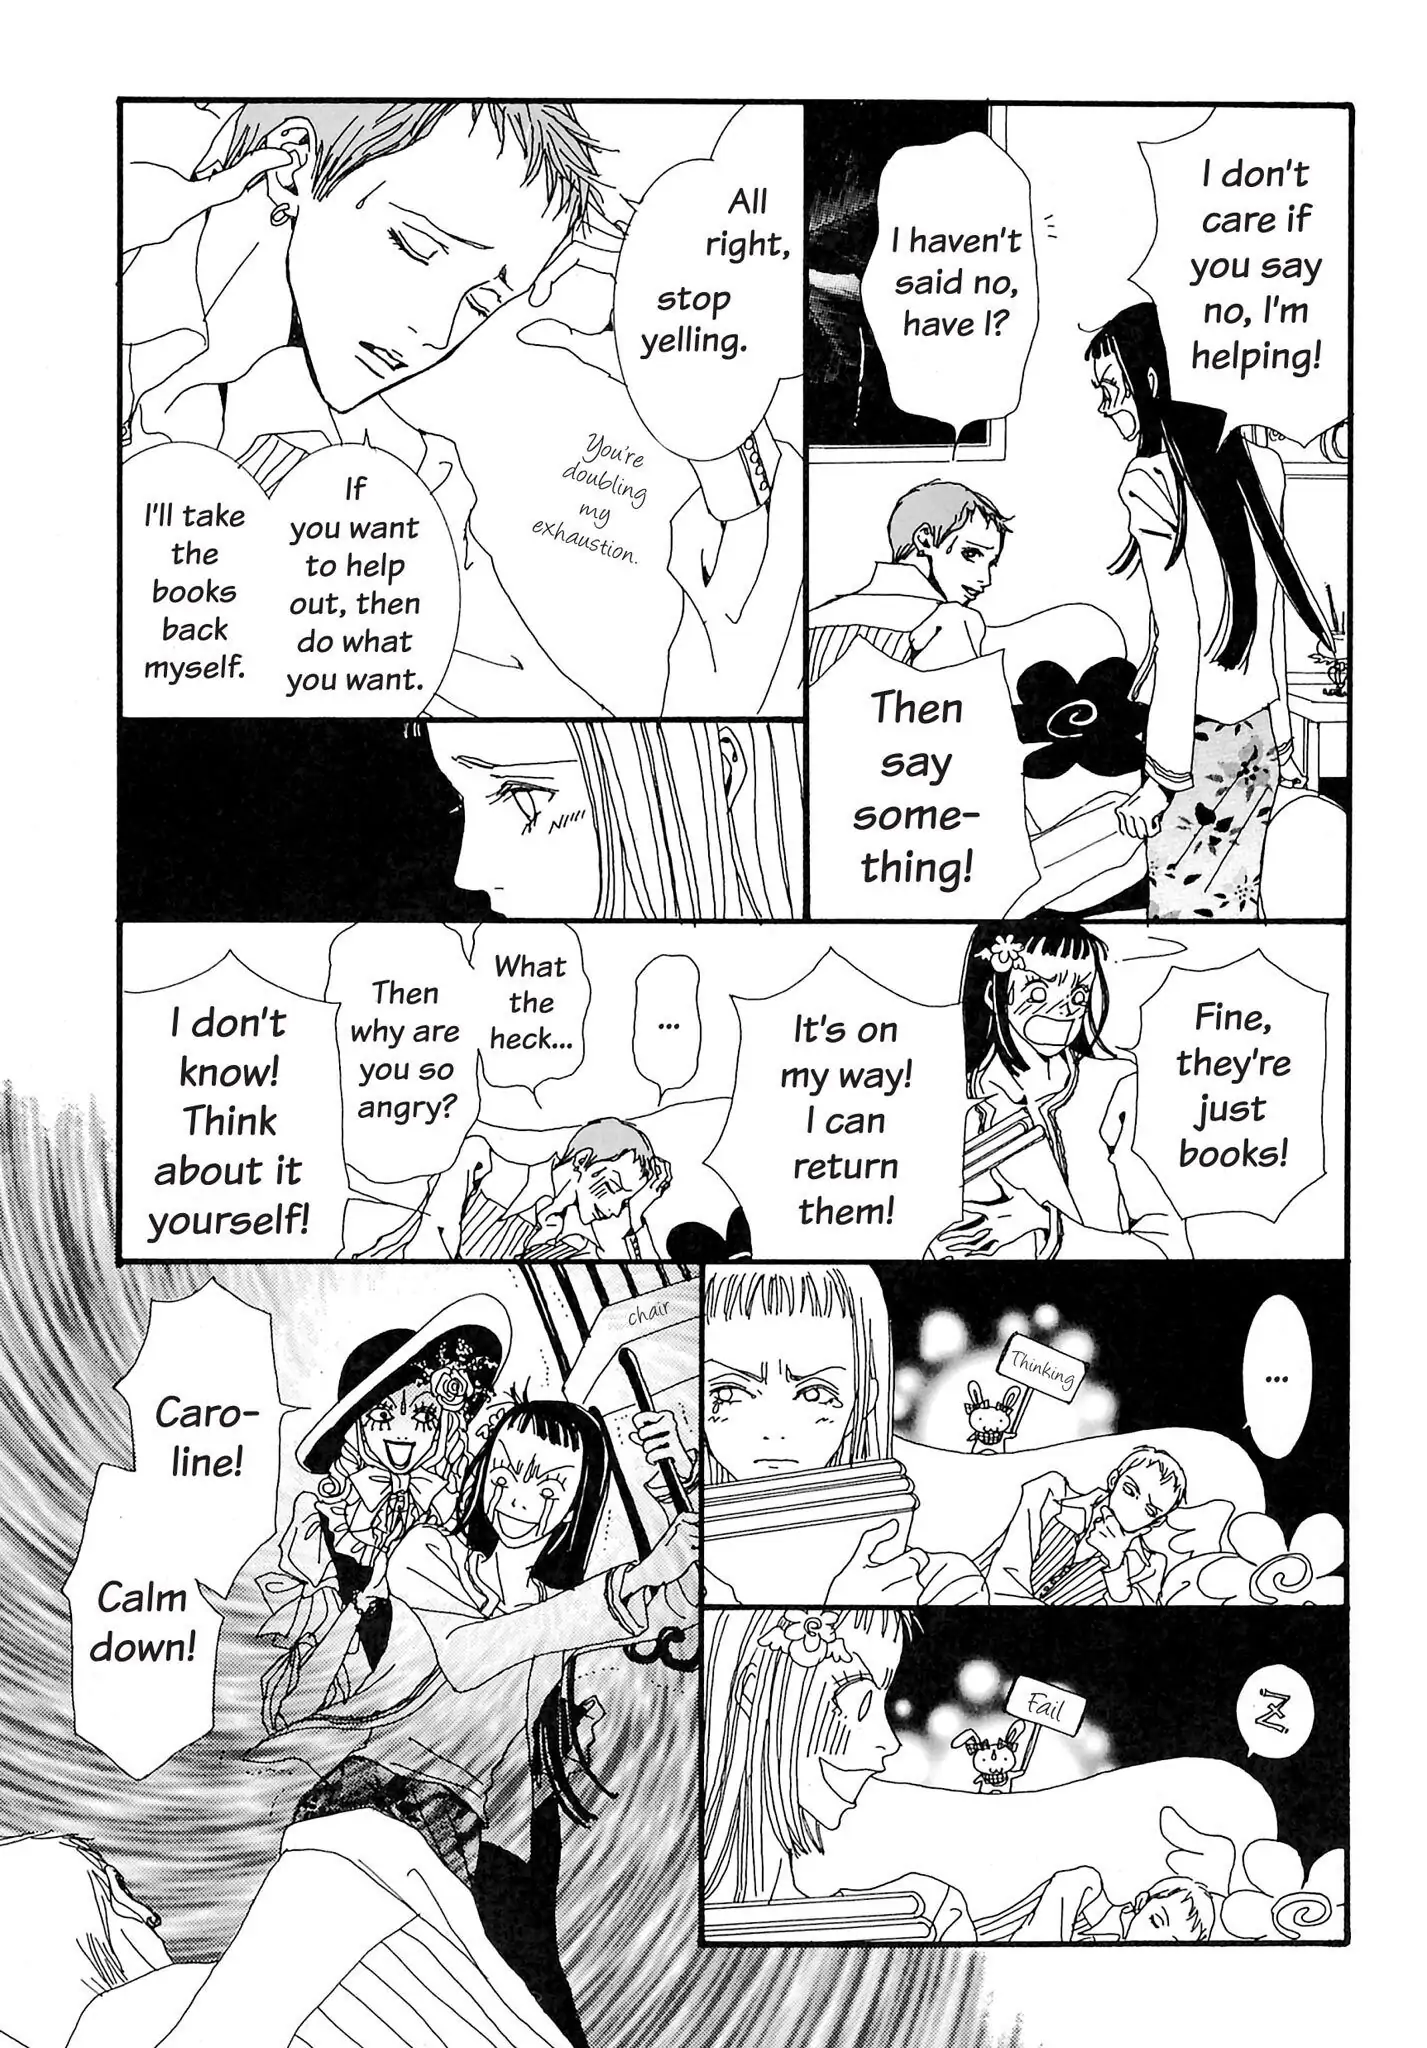 I don't
care if
you say
no, I'm
helping!
I haven't
said no,
have I?
Then
say
some-
thing!
All
right,
stop
yelling.
You're
doubling
my
exhaustion.
If
you want
to help
out, then
do what
you want.
I'll take
the
books
back
myself.
Fine,
they're
just
books!
It's on
my way!
I can
return
them!
...
What
the
heck...
Then
why are
you so
angry?
I don't
know!
Think
about it
yourself!
...
Thinking
Z
Fail
chair
Caro-
line!
Calm
down!